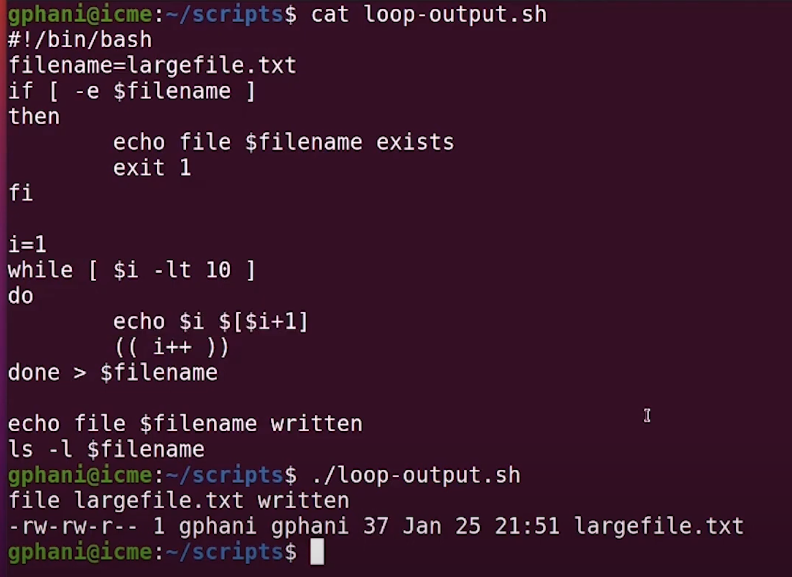 gphani@icme:~/scripts$ cat loop-output.sh
#!/bin/bash
filename=largefile.txt
if [ -e $filename ]
then
        echo file $filename exists
        exit 1
fi

i=1
while [ $i -lt 10 ]
do
        echo $i $[$i+1]
        (( i++ ))
done > $filename

echo file $filename written
ls -l $filename
gphani@icme:~/scripts$ ./loop-output.sh
file largefile.txt written
-rw-rw-r-- 1 gphani gphani 37 Jan 25 21:51 largefile.txt
gphani@icme:~/scripts$